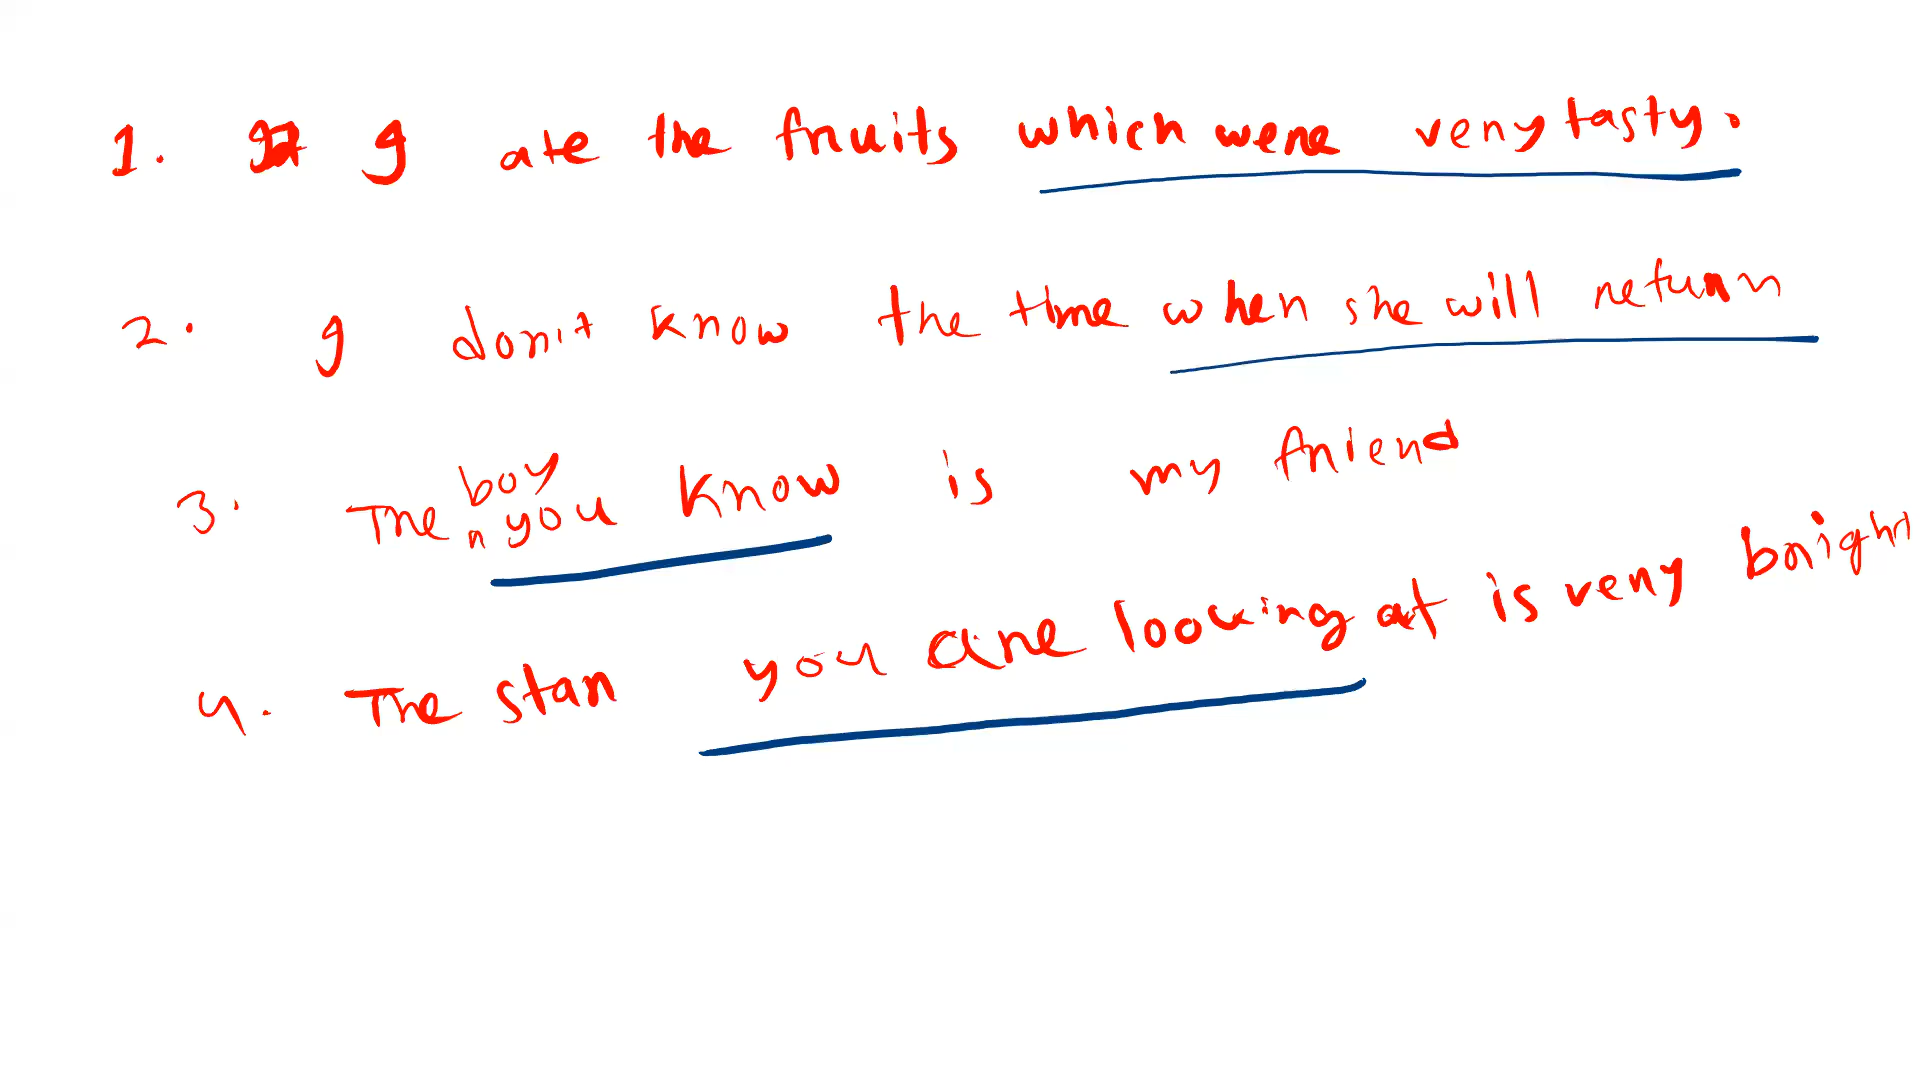 1. I ate the fruits which were very tasty.
2. I don't know the time when she will return
3. The boy you know is my friend
4. The star you are looking at is very bright